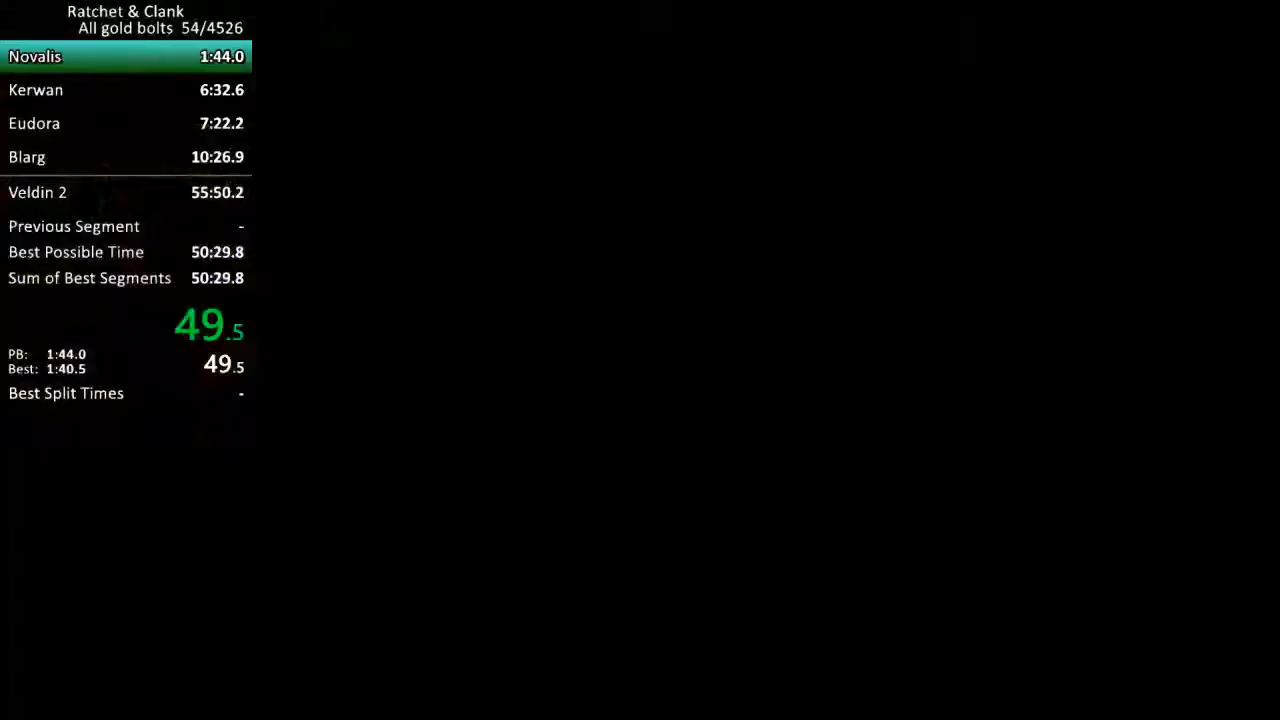 Ratchet & Clank
All gold bolts 54/4526
Novalis 1:44.0
Kerwan 6:32.6
Eudora 7:22.2
Blarg 10:26.9
Veldin 2 55:50.2
Previous Segment -
Best Possible Time 50:29.8
Sum of Best Segments 50:29.8
49.5
PB: 1:44.0
Best: 1:40.5 49.5
Best Split Times -